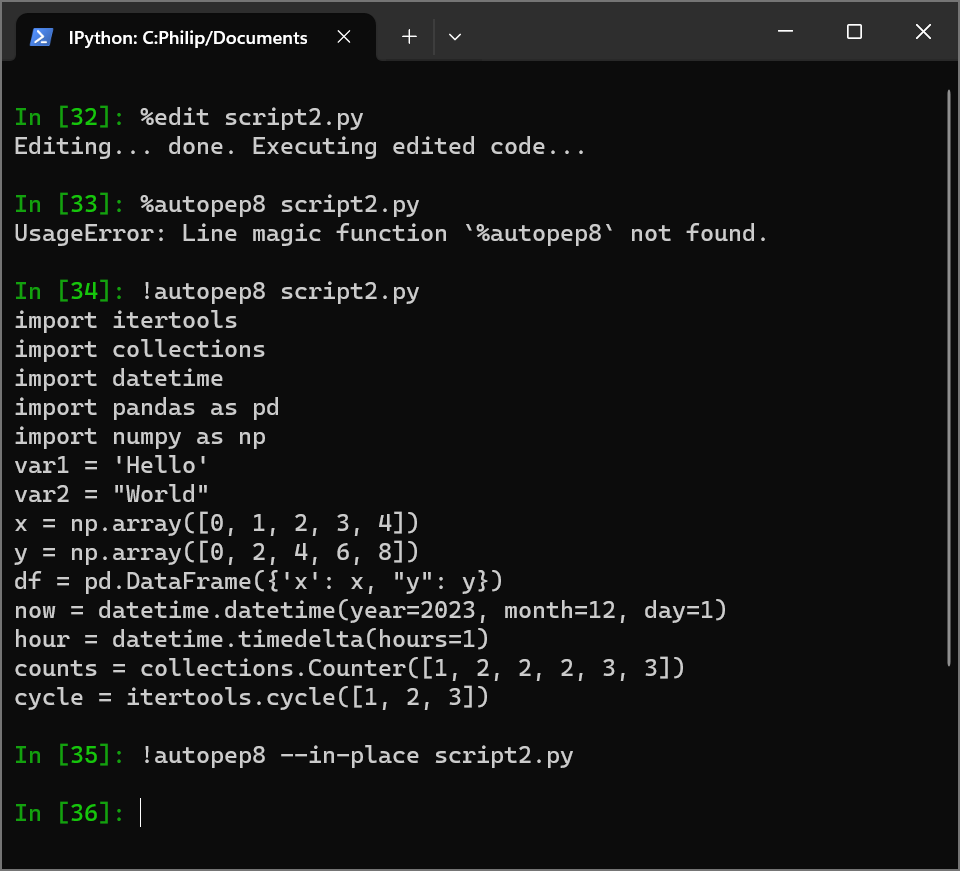 IPython: C:Philip/Documents
In [32]: %edit script2.py
Editing... done. Executing edited code...
In [33]: %autopep8 script2.py
UsageError: Line magic function `%autopep8` not found.
In [34]: !autopep8 script2.py
import itertools
import collections
import datetime
import pandas as pd
import numpy as np
var1 = 'Hello'
var2 = "World"
x = np.array([0, 1, 2, 3, 4])
y = np.array([0, 2, 4, 6, 8])
df = pd.DataFrame({'x': x, "y": y})
now = datetime.datetime(year=2023, month=12, day=1)
hour = datetime.timedelta(hours=1)
counts = collections.Counter([1, 2, 2, 2, 3, 3])
cycle = itertools.cycle([1, 2, 3])
In [35]: !autopep8 --in-place script2.py
In [36]: